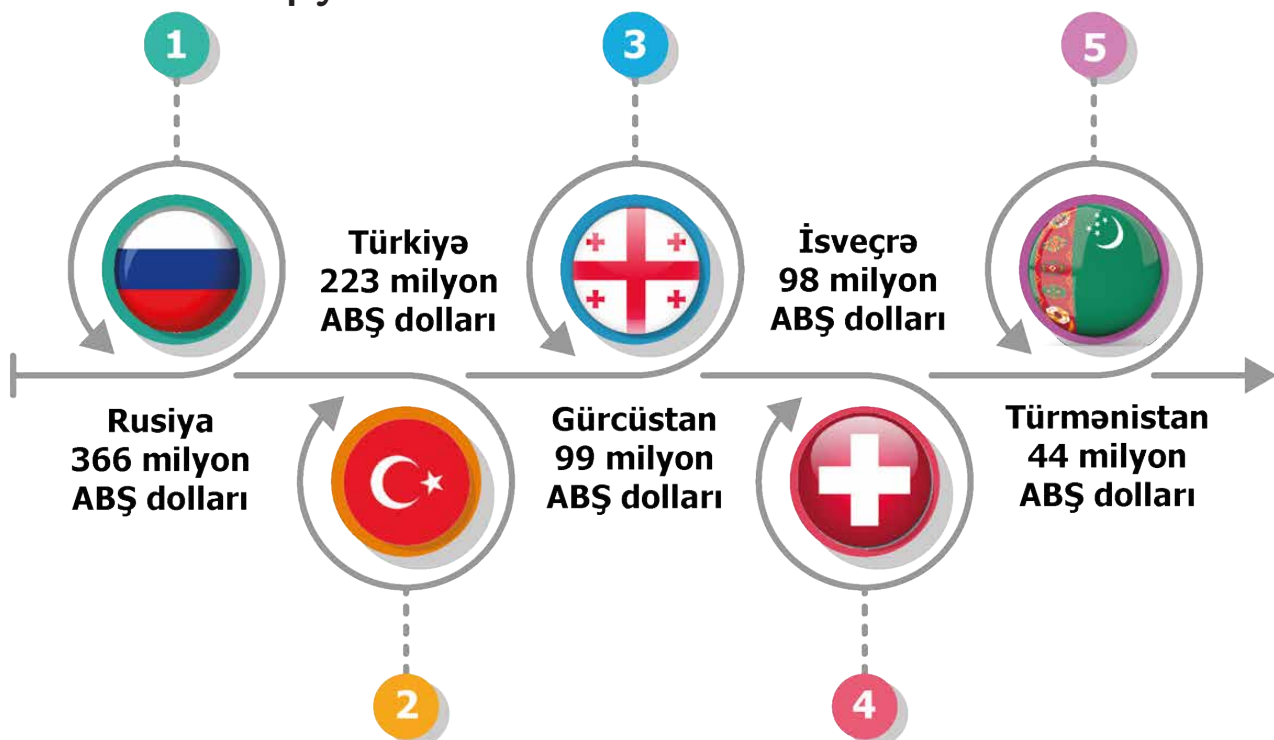 1
Rusiya
366 milyon
ABŞ dolları
2
Türkiyə
223 milyon
ABŞ dolları
3
Gürcüstan
99 milyon
ABŞ dolları
4
İsveçrə
98 milyon
ABŞ dolları
5
Türmənistan
44 milyon
ABŞ dolları